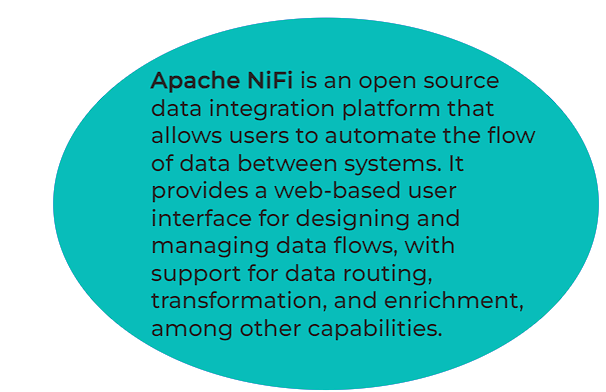 Apache NiFi is an open source
data integration platform that
allows users to automate the flow
of data between systems. It
provides a web-based user
interface for designing and
managing data flows, with
support for data routing,
transformation, and enrichment,
among other capabilities.